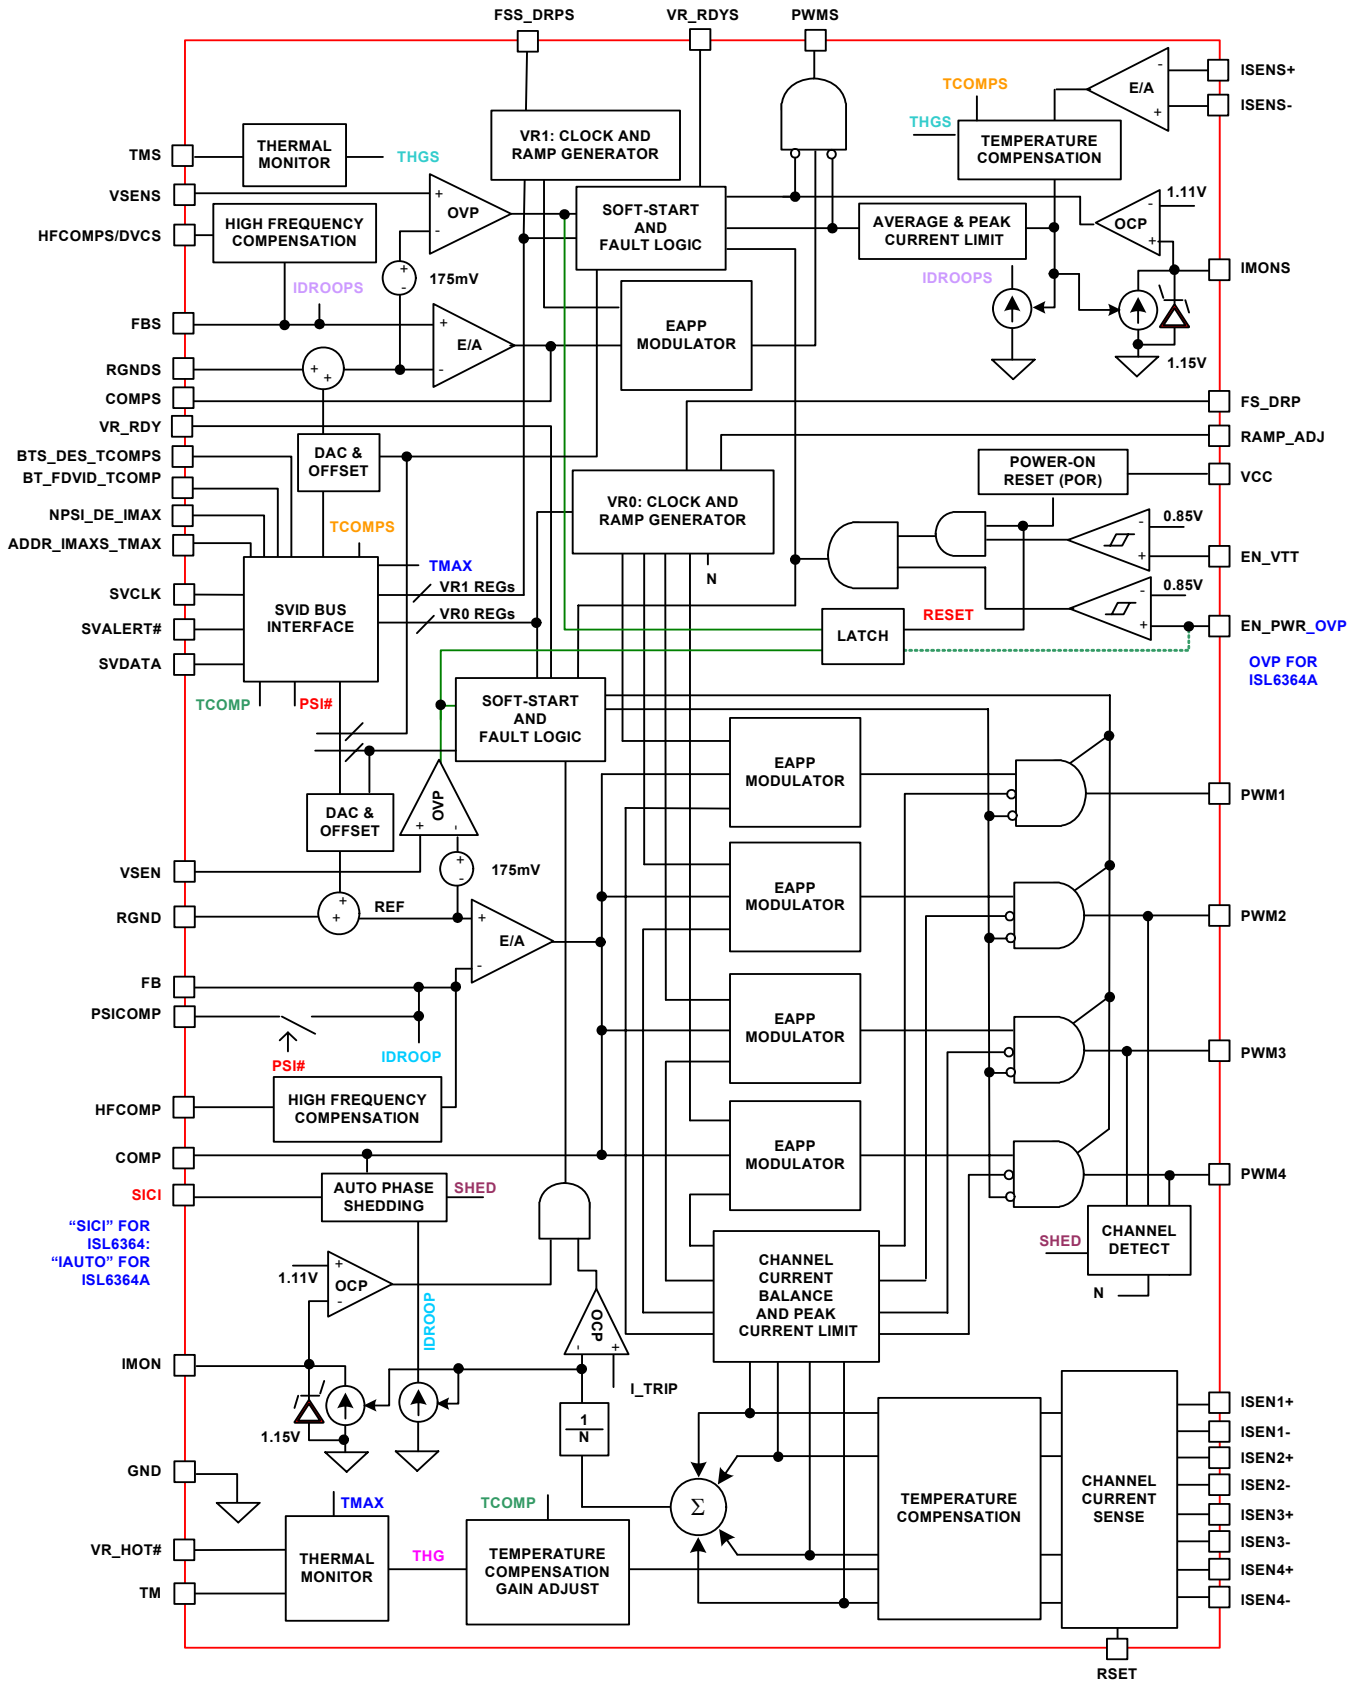 FSS_DRPS
VR_RDYS
PWMS
ISENS+
ISENS-
-
E/A
+
TCOMPS
THGS
TEMPERATURE
COMPENSATION
VR1: CLOCK AND
RAMP GENERATOR
TMS
THERMAL
MONITOR
THGS
VSENS
+
OVP
-
SOFT-START
AND
FAULT LOGIC
AVERAGE & PEAK
CURRENT LIMIT
1.11V
-
OCP
+
HFCOMPS/DVCS
HIGH FREQUENCY
COMPENSATION
+
-
175mV
IDROOPS
IDROOPS
IMONS
1.15V
FBS
+
E/A
-
EAPP
MODULATOR
RGNDS
+
+
COMPS
FS_DRP
VR_RDY
RAMP_ADJ
BTS_DES_TCOMPS
DAC &
OFFSET
POWER-ON
RESET (POR)
VCC
BT_FDVID_TCOMP
VR0: CLOCK AND
RAMP GENERATOR
N
NPSI_DE_IMAX
TCOMPS
0.85V
-
+
ADDR_IMAXS_TMAX
EN_VTT
TMAX
VR1 REGs
VR0 REGs
SVCLK
SVID BUS
INTERFACE
SVALERT#
SVDATA
0.85V
-
+
RESET
LATCH
EN_PWR_OVP
OVP FOR
ISL6364A
TCOMP
PSI#
SOFT-START
AND
FAULT LOGIC
EAPP
MODULATOR
PWM1
DAC &
OFFSET
OVP
+
-
VSEN
+
-
175mV
EAPP
MODULATOR
PWM2
RGND
+
+
REF
+
E/A
-
FB
PSICOMP
PSI#
IDROOP
EAPP
MODULATOR
PWM3
HFCOMP
HIGH FREQUENCY
COMPENSATION
EAPP
MODULATOR
COMP
PWM4
SICI
AUTO PHASE
SHEDDING
SHED
"SICI" FOR
ISL6364:
"IAUTO" FOR
ISL6364A
SHED
CHANNEL
DETECT
N
1.11V
+
OCP
-
IDROOP
OCP
-
+
I_TRIP
CHANNEL
CURRENT
BALANCE
AND PEAK
CURRENT LIMIT
IMON
1.15V
1
N
Σ
GND
TEMPERATURE
COMPENSATION
CHANNEL
CURRENT
SENSE
ISEN1+
ISEN1-
ISEN2+
ISEN2-
ISEN3+
ISEN3-
ISEN4+
ISEN4-
TMAX
TCOMP
VR_HOT#
THERMAL
MONITOR
THG
TEMPERATURE
COMPENSATION
GAIN ADJUST
TM
RSET